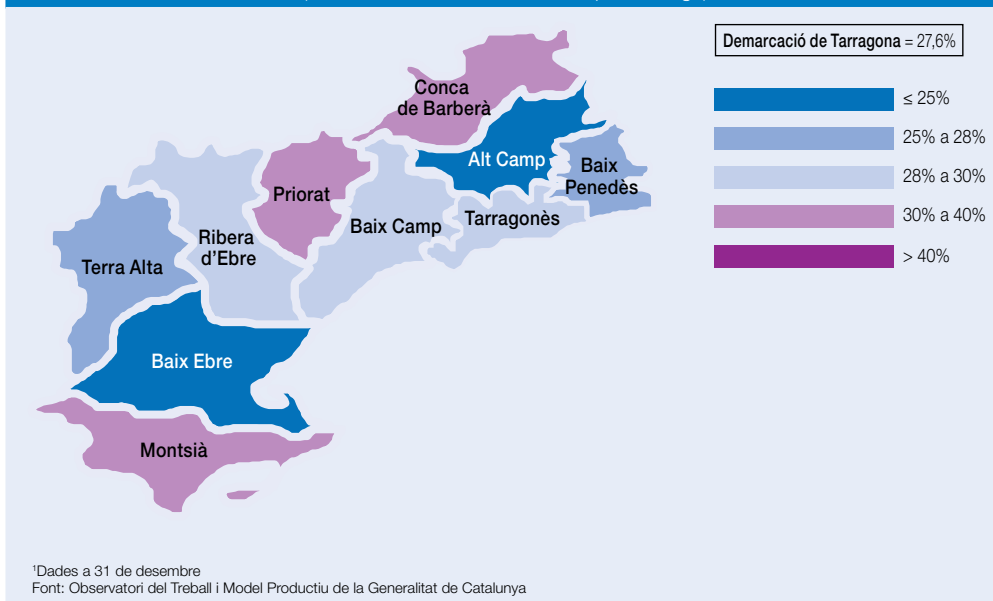 Demarcació de Tarragona = 27,6%
≤ 25%
25% a 28%
28% a 30%
30% a 40%
> 40%
Conca
de Barberà
Alt Camp
Baix
Penedès
Priorat
Tarragonès
Baix Camp
Ribera
d'Ebre
Terra Alta
Baix Ebre
Montsià
¹Dades a 31 de desembre
Font: Observatori del Treball i Model Productiu de la Generalitat de Catalunya